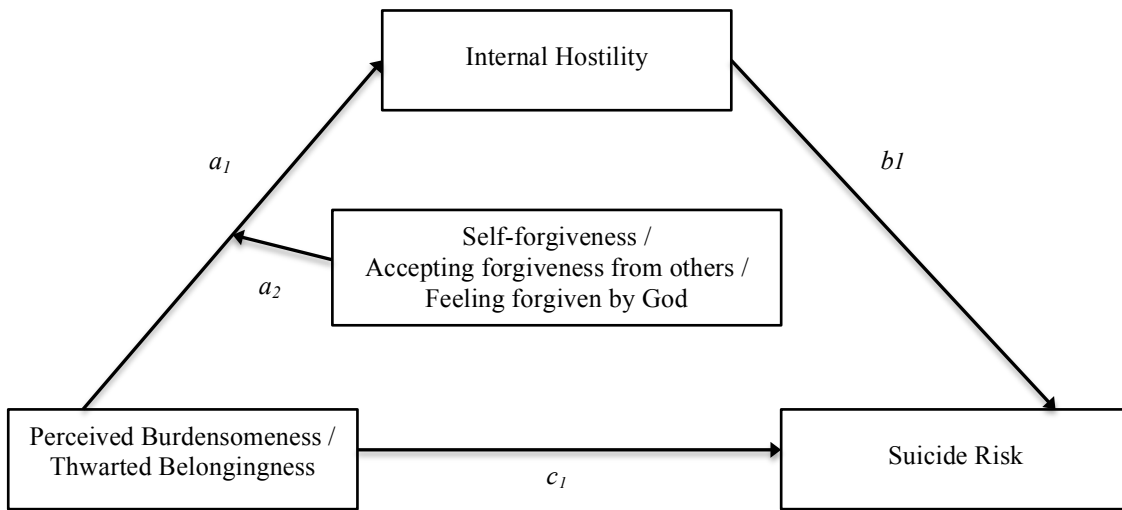 Internal Hostility
a1
b1
Self-forgiveness /
Accepting forgiveness from others /
Feeling forgiven by God
a2
Perceived Burdensomeness /
Thwarted Belongingness
Suicide Risk
c1